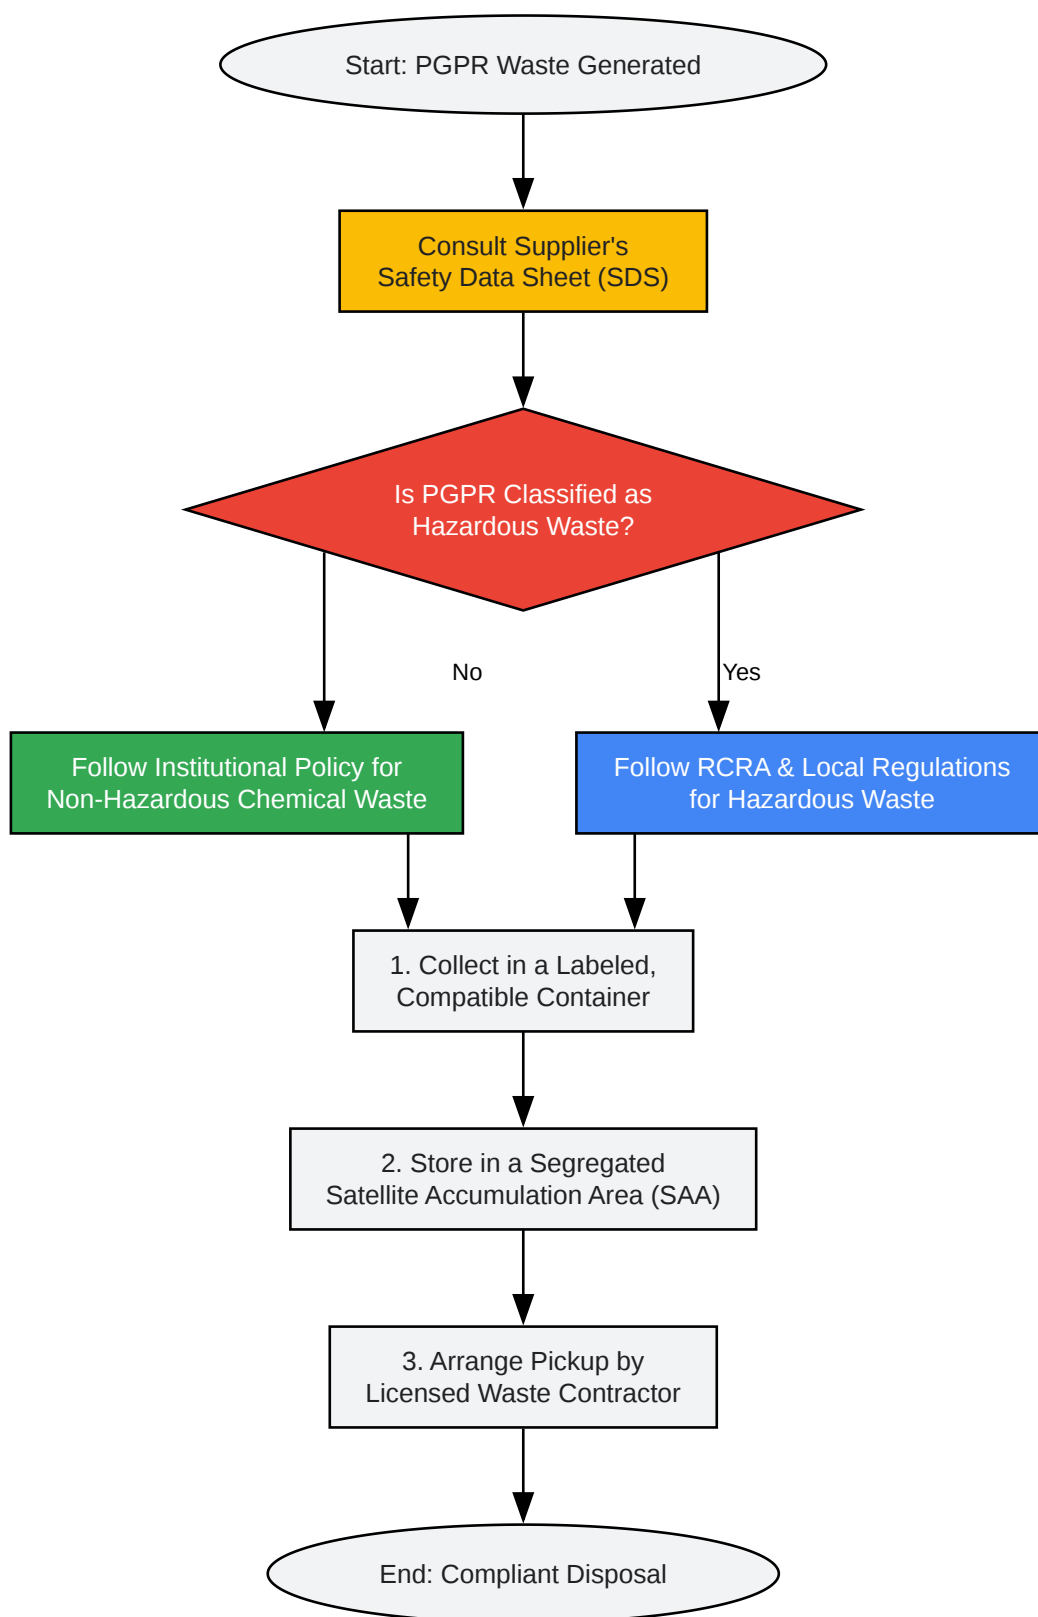 Start: PGPR Waste Generated
Consult Supplier's
Safety Data Sheet (SDS)
Is PGPR Classified as
Hazardous Waste?
No
Yes
Follow Institutional Policy for
Non-Hazardous Chemical Waste
Follow RCRA & Local Regulations
for Hazardous Waste
1. Collect in a Labeled,
Compatible Container
2. Store in a Segregated
Satellite Accumulation Area (SAA)
3. Arrange Pickup by
Licensed Waste Contractor
End: Compliant Disposal